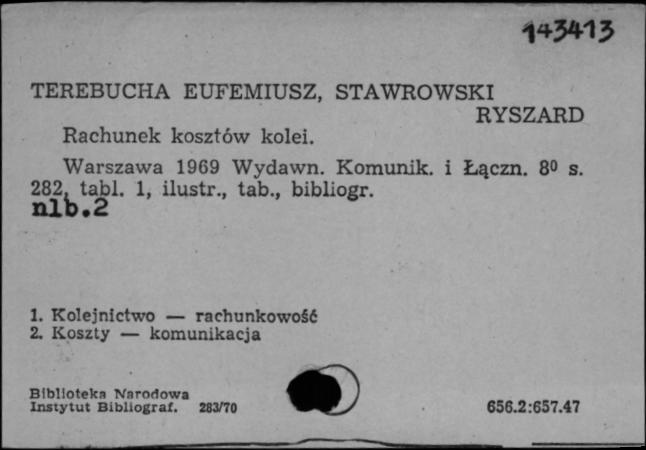 143413
TEREBUCHA EUFEMIUSZ, STAWROWSKI
RYSZARD
Rachunek kosztów kolei.
Warszawa 1969 Wydawn. Komunik. i Łączn. 8⁰ s.
282, tabl. 1, ilustr., tab., bibliogr.
nlb.2
1. Kolejnictwo — rachunkowość
2. Koszty — komunikacja
Biblioteka Narodowa
Instytut Bibliograf. 283/70
656.2:657.47